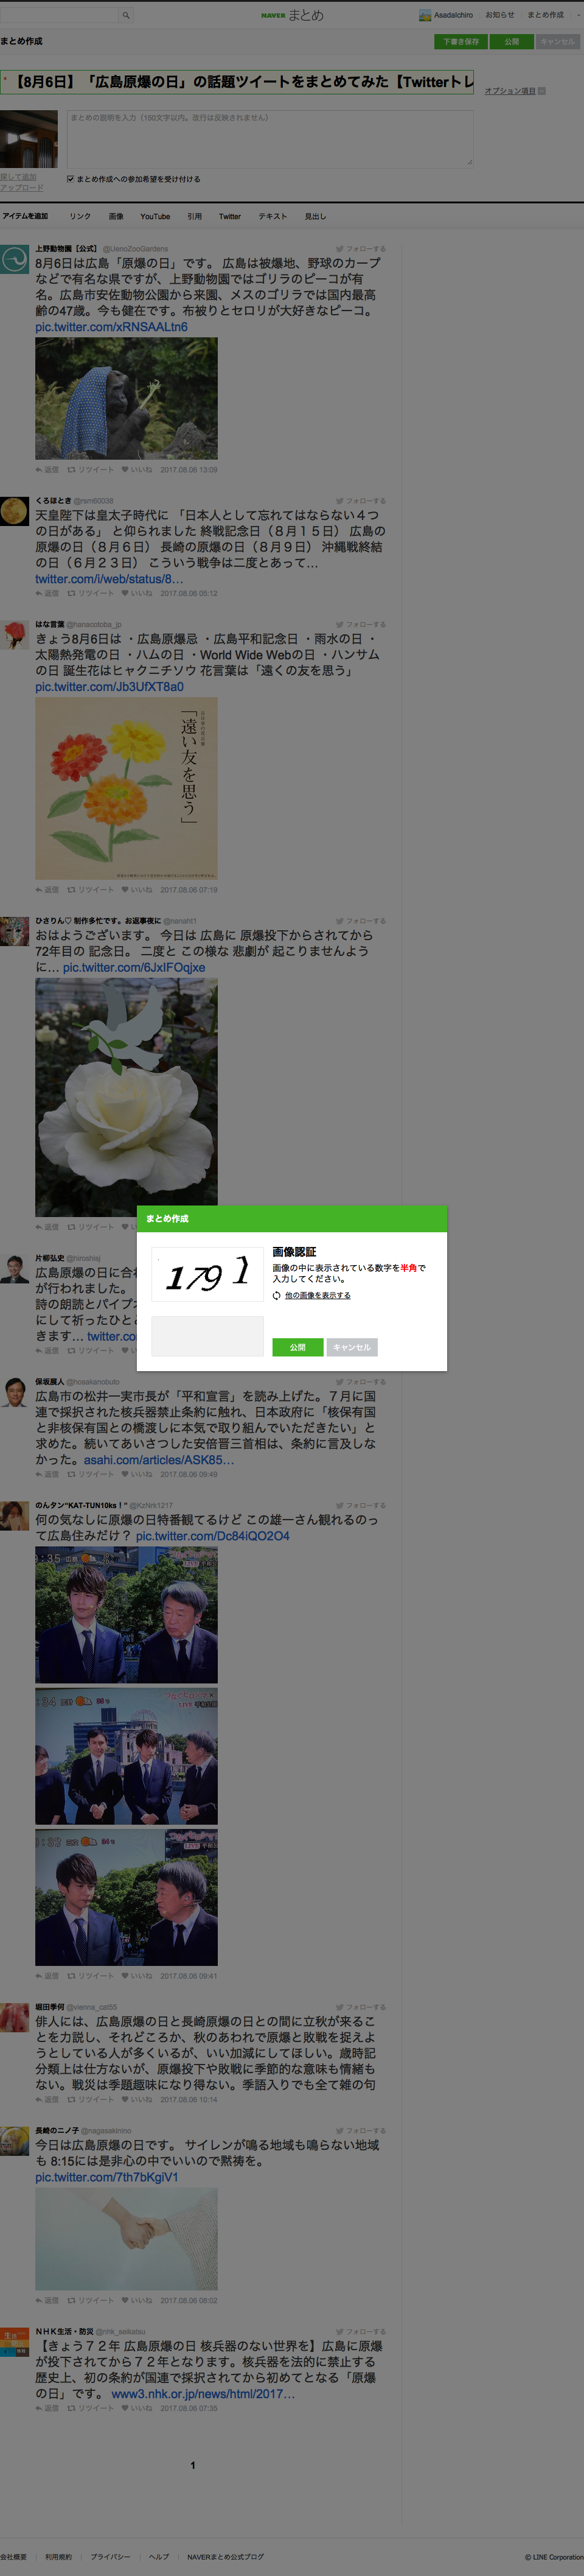 NAVER まとめ
Asadaichiro お知らせ まとめ作成
まとめ作成
下書き保存 公開 キャンセル
* 【8月6日】「広島原爆の日」の話題ツイートをまとめてみた【Twitterトレ
オプション項目
まとめの説明を入力（160文字以内。改行は反映されません）
探して追加
アップロード
まとめ作成への参加希望を受け付ける
アイテムを追加 リンク 画像 YouTube 引用 Twitter テキスト 見出し
上野動物園［公式］ @UenoZooGardens フォローする
8月6日は広島「原爆の日」です。 広島は被爆地、野球のカープ
などで有名な県ですが、上野動物園ではゴリラのピーコが有
名。広島市安佐動物公園から来園、メスのゴリラでは国内最高
齢の47歳。今も健在です。布被りとセロリが大好きなピーコ。
pic.twitter.com/xRNSAALtn6
返信 リツイート いいね 2017.08.06 13:09
くろほとき @rsm60038 フォローする
天皇陛下は皇太子時代に 「日本人として忘れてはならない４つ
の日がある」 と仰られました 終戦記念日（８月１５日） 広島の
原爆の日（８月６日） 長崎の原爆の日（８月９日） 沖縄戦終結
の日（６月２３日） こういう戦争は二度とあって…
twitter.com/i/web/status/8…
返信 リツイート いいね 2017.08.06 05:12
はな言葉 @hanacotoba_jp フォローする
きょう8月6日は ・広島原爆忌 ・広島平和記念日 ・雨水の日 ・
太陽熱発電の日 ・ハムの日 ・World Wide Webの日 ・ハンサム
の日 誕生花はヒャクニチソウ 花言葉は「遠くの友を思う」
pic.twitter.com/Jb3UfXT8a0
「遠い友を思う」
返信 リツイート いいね 2017.08.06 07:19
ひさりん♡ 制作多忙です。お返事夜に @nanaht1 フォローする
おはようございます。 今日は 広島に 原爆投下からされてから
72年目の 記念日。 二度と この様な 悲劇が 起こりませんよう
に… pic.twitter.com/6JxIFOqjxe
返信
片柳弘史 @hiroshisj フォローする
広島原爆の日に合わ
が行われました。
詩の朗読とパイプオ
にして祈ったひとと
きます… twitter.co
返信
まとめ作成
1791
画像認証
画像の中に表示されている数字を半角で
入力してください。
他の画像を表示する
公開 キャンセル
保坂展人 @hosakanobuto フォローする
広島市の松井一実市長が「平和宣言」を読み上げた。７月に国
連で採択された核兵器禁止条約に触れ、日本政府に「核保有国
と非核保有国との橋渡しに本気で取り組んでいただきたい」と
求めた。続いてあいさつした安倍晋三首相は、条約に言及しな
かった。asahi.com/articles/ASK85…
返信 リツイート いいね 2017.08.06 09:49
のんタン"KAT-TUN10ks！" @KzNrk1217 フォローする
何の気なしに原爆の日特番観てるけど この雄一さん観れるのっ
て広島住みだけ？ pic.twitter.com/Dc84iQO2O4
返信 リツイート いいね 2017.08.06 09:41
堀田季何 @vienna_cat55 フォローする
俳人には、広島原爆の日と長崎原爆の日との間に立秋が来るこ
とを力説し、それどころか、秋のあわれで原爆と敗戦を捉えよ
うとしている人が多くいるが、いい加減にしてほしい。歳時記
分類上は仕方ないが、原爆投下や敗戦に季節的な意味も情緒も
ない。戦災は季題趣味になり得ない。季語入りでも全て雑の句
返信 リツイート いいね 2017.08.06 10:14
長崎のニノ子 @nagasakinino フォローする
今日は広島原爆の日です。 サイレンが鳴る地域も鳴らない地域
も 8:15には是非心の中でいいので黙祷を。
pic.twitter.com/7th7bKgiV1
返信 リツイート いいね 2017.08.06 08:02
ＮＨＫ生活・防災 @nhk_seikatsu フォローする
【きょう７２年 広島原爆の日 核兵器のない世界を】広島に原爆
が投下されてから７２年となります。核兵器を法的に禁止する
歴史上、初の条約が国連で採択されてから初めてとなる「原爆
の日」です。 www3.nhk.or.jp/news/html/2017…
返信 リツイート いいね 2017.08.06 07:35
1
会社概要 利用規約 プライバシー ヘルプ NAVERまとめ公式ブログ
© LINE Corporation